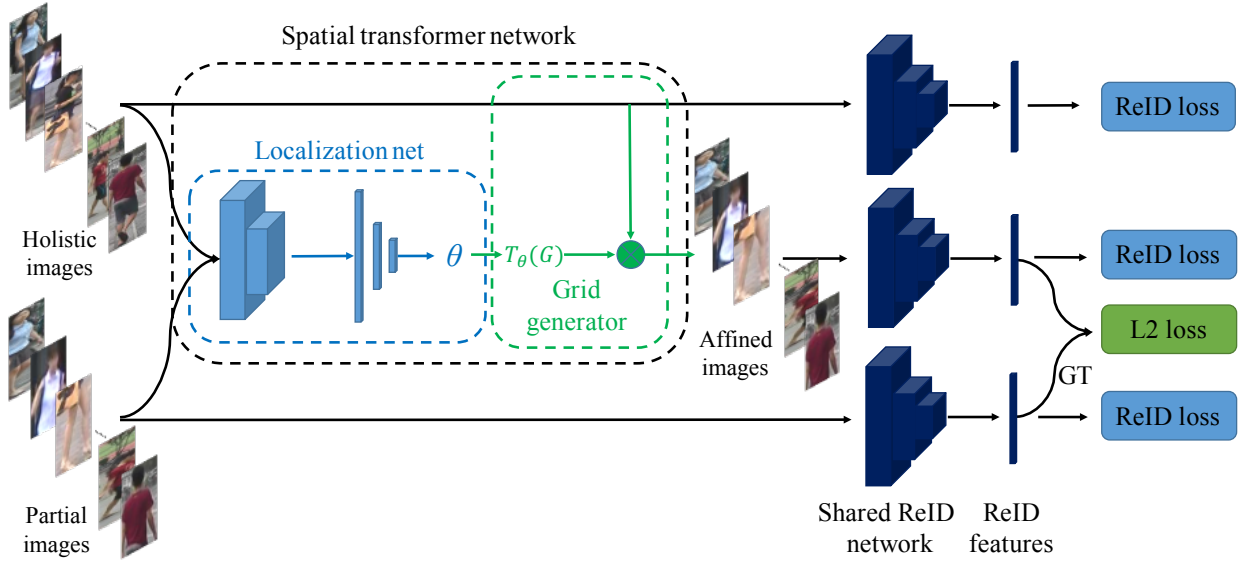 Spatial transformer network
ReID loss
Localization net
Holistic
images
θ
T_θ(G)
Grid
generator
ReID loss
Affined
images
L2 loss
GT
ReID loss
Partial
images
Shared ReID
network
ReID
features